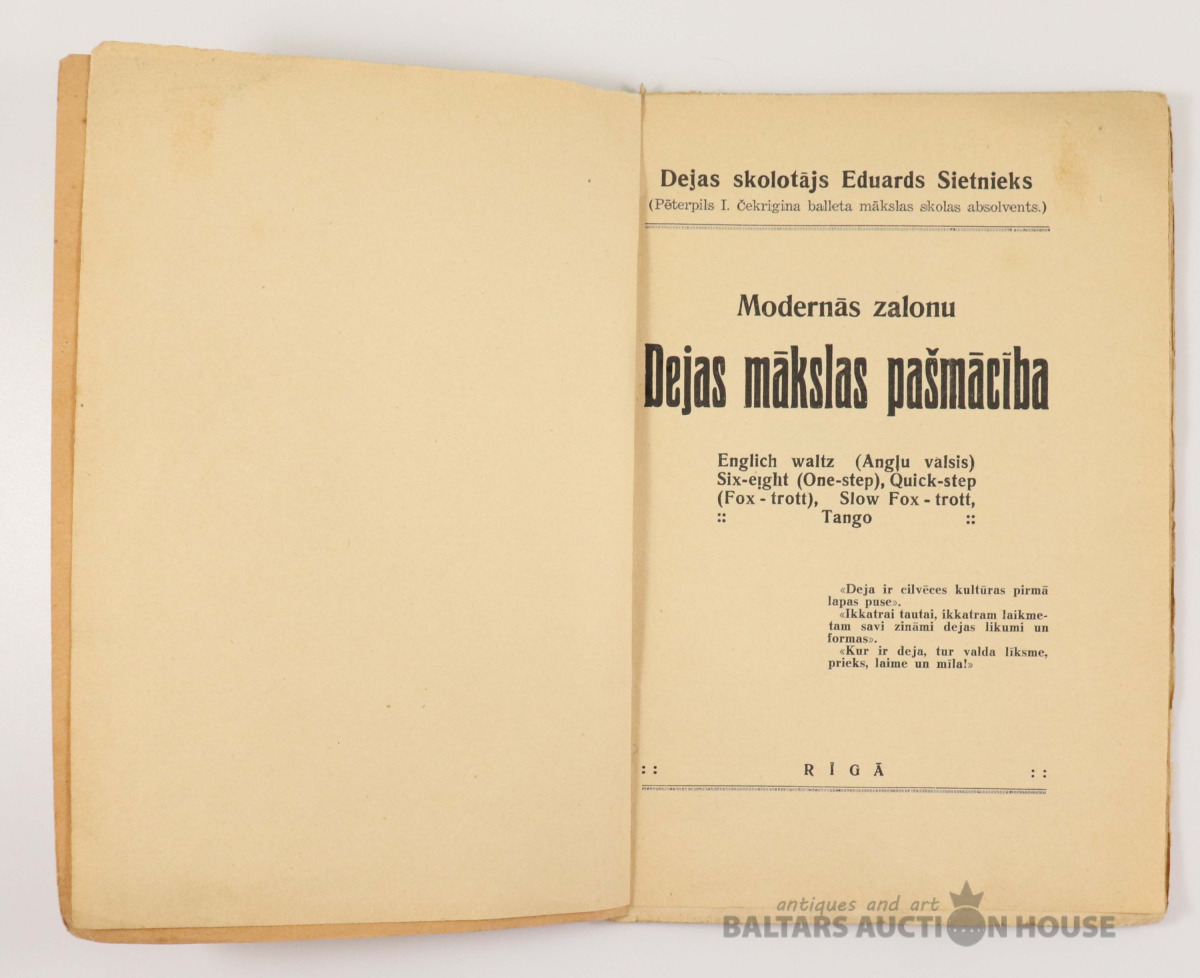 Dejas skolotājs Eduards Sietnieks
(Pēterpils I. Čekrigina balleta mākslas skolas absolvents.)
Modernās zalonu
Dejas mākslas pašmācība
Englich waltz (Angļu valsis)
Six-eight (One-step), Quick-step
(Fox - trott), Slow Fox - trott,
:: Tango ::
«Deja ir cilvēces kultūras pirmā
lapas puse».
«Ikkatrai tautai, ikkatram laikme-
tam savi zināmi dejas likumi un
formas».
«Kur ir deja, tur valda līksme,
prieks, laime un mīla!»
:: RĪGĀ ::
antiques and art
BALTARS AUCTION HOUSE